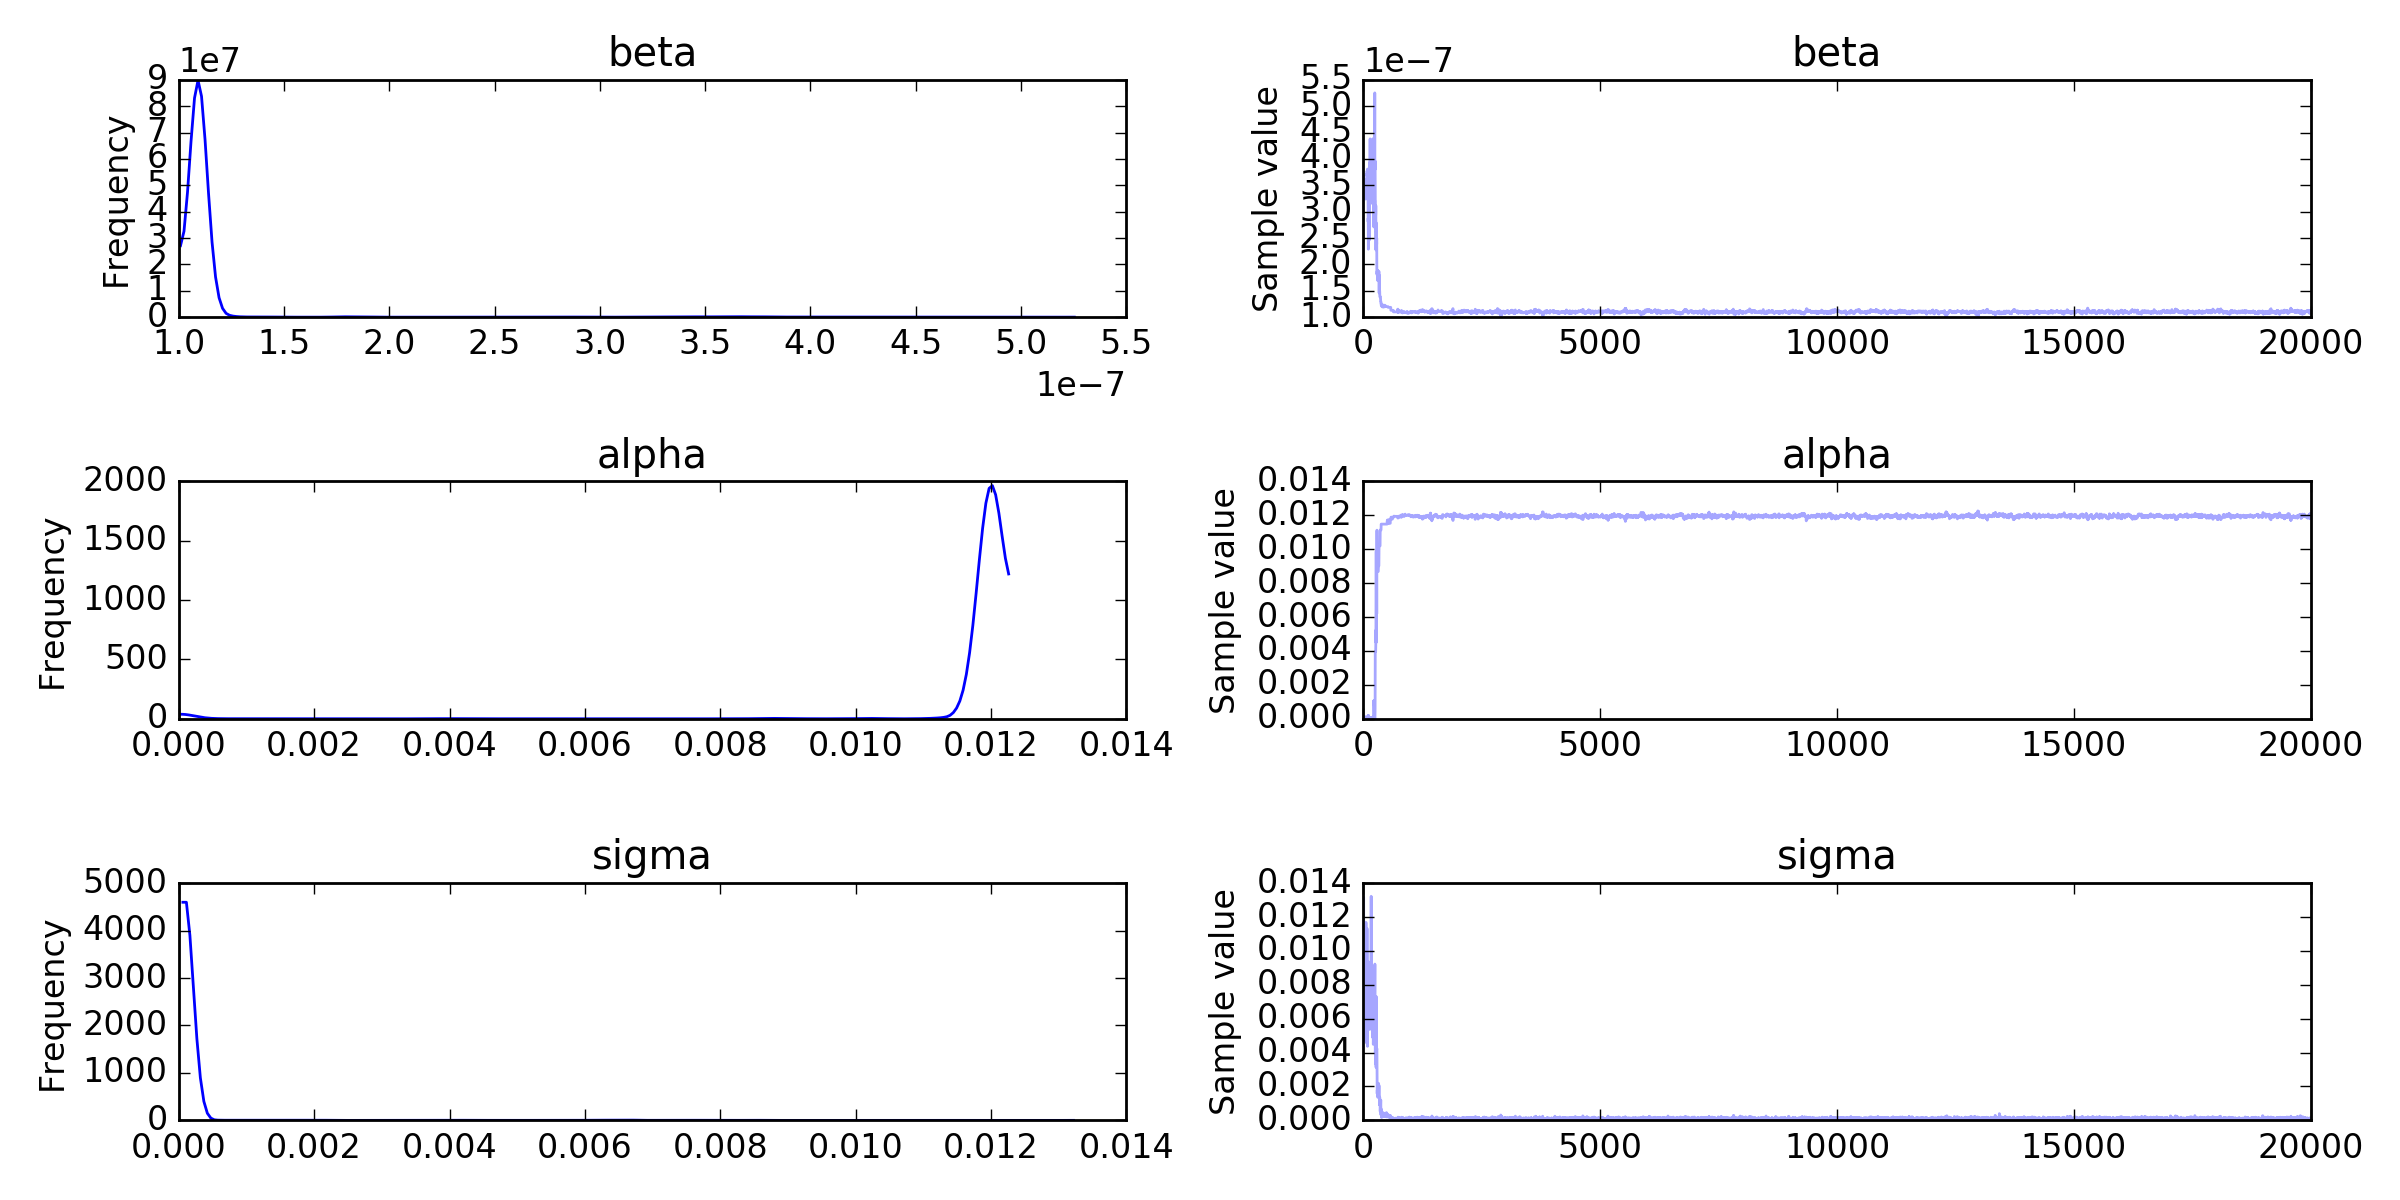 beta
1e7
Frequency
9
8
7
6
5
4
3
2
1
0
1.0 1.5 2.0 2.5 3.0 3.5 4.0 4.5 5.0 5.5
1e−7
beta
1e−7
Sample value
5.5
5.0
4.5
4.0
3.5
3.0
2.5
2.0
1.5
1.0
0 5000 10000 15000 20000
alpha
Frequency
2000
1500
1000
500
0
0.000 0.002 0.004 0.006 0.008 0.010 0.012 0.014
alpha
Sample value
0.014
0.012
0.010
0.008
0.006
0.004
0.002
0.000
0 5000 10000 15000 20000
sigma
Frequency
5000
4000
3000
2000
1000
0
0.000 0.002 0.004 0.006 0.008 0.010 0.012 0.014
sigma
Sample value
0.014
0.012
0.010
0.008
0.006
0.004
0.002
0.000
0 5000 10000 15000 20000